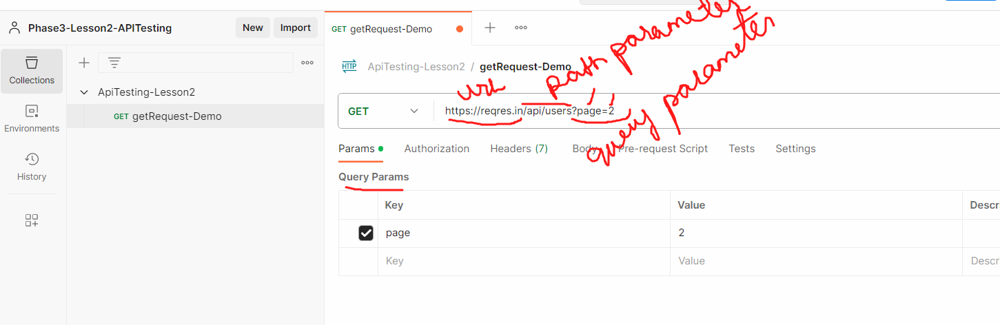 Phase3-Lesson2-APITesting
New
Import
GET getRequest-Demo
Collections
ApiTesting-Lesson2
GET getRequest-Demo
Environments
History
HTTP
ApiTesting-Lesson2 / getRequest-Demo
url
path parameter
query parameter
GET
https://reqres.in/api/users?page=2
Params
Authorization
Headers (7)
Body
Pre-request Script
Tests
Settings
Query Params
Key
Value
Descr
page
2
Key
Value
Descr